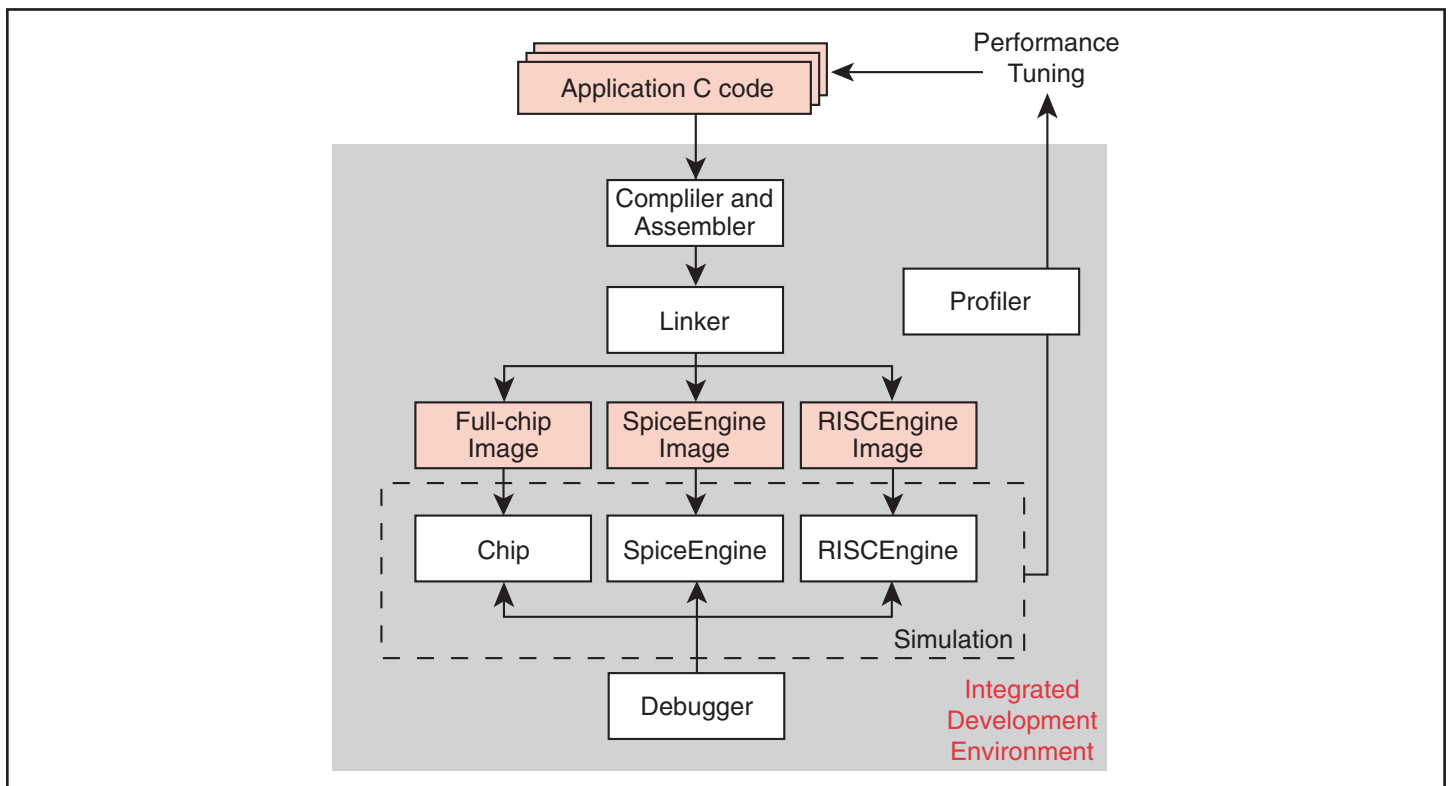 Performance
Tuning
Application C code
Compliler and
Assembler
Linker
Profiler
Full-chip
Image
SpiceEngine
Image
RISCEngine
Image
Chip
SpiceEngine
RISCEngine
Simulation
Debugger
Integrated
Development
Environment